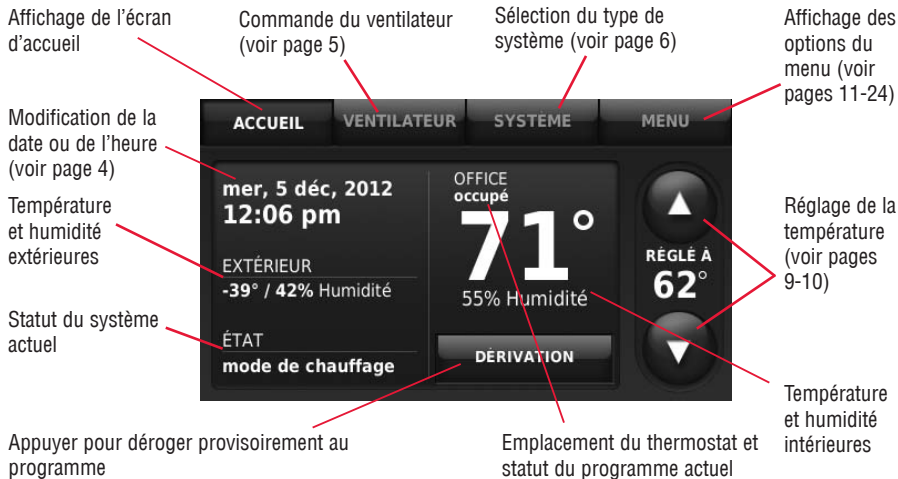 Affichage de l'écran
d'accueil
Commande du ventilateur
(voir page 5)
Sélection du type de
système (voir page 6)
Affichage des
options du
menu (voir
pages 11-24)
Modification de la
date ou de l'heure
(voir page 4)
Température
et humidité
extérieures
Statut du système
actuel
ACCUEIL
VENTILATEUR
SYSTÈME
MENU
mer, 5 déc, 2012
12:06 pm
EXTÉRIEUR
-39° / 42% Humidité
ÉTAT
mode de chauffage
OFFICE
occupé
71°
55% Humidité
DÉRIVATION
RÉGLÉ À
62°
Réglage de la
température
(voir pages
9-10)
Température
et humidité
intérieures
Appuyer pour déroger provisoirement au
programme
Emplacement du thermostat et
statut du programme actuel